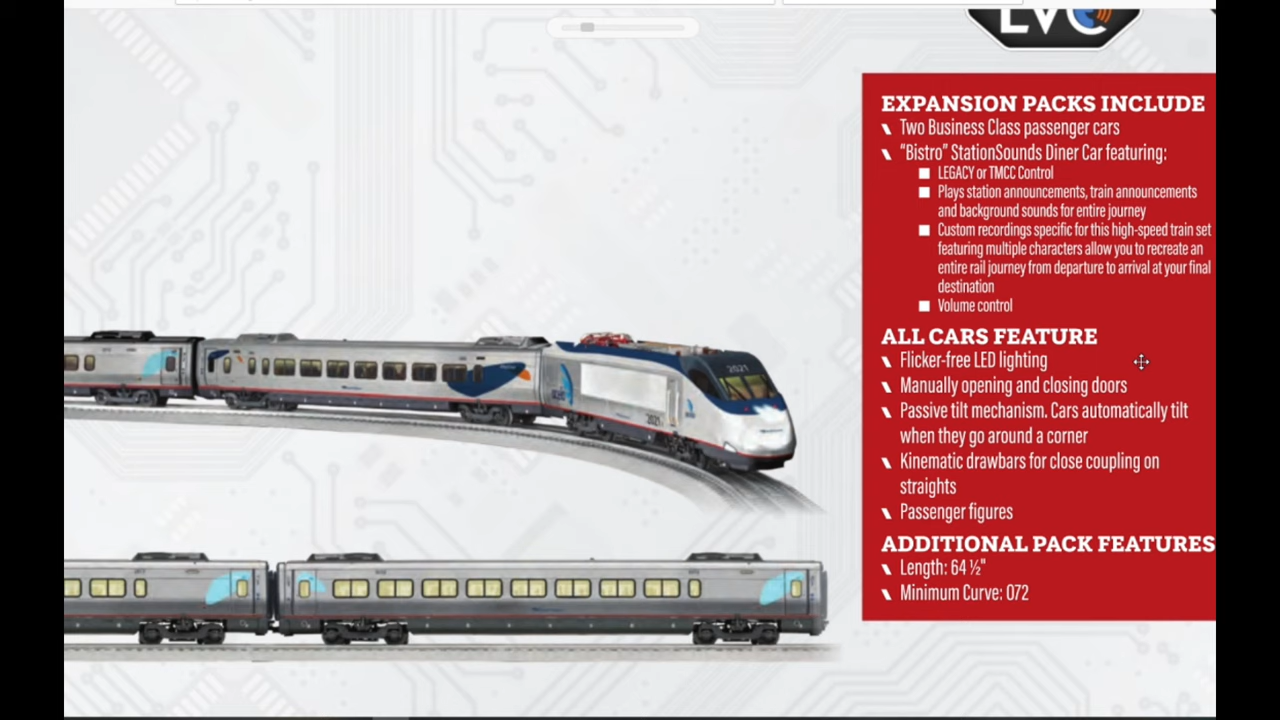 EVO
EXPANSION PACKS INCLUDE
Two Business Class passenger cars
"Bistro" StationSounds Diner Car featuring:
LEGACY or TMCC Control
Plays station announcements, train announcements
and background sounds for entire journey
Custom recordings specific for this high-speed train set
featuring multiple characters allow you to recreate an
entire rail journey from departure to arrival at your final
destination
Volume control
ALL CARS FEATURE
Flicker-free LED lighting
Manually opening and closing doors
Passive tilt mechanism. Cars automatically tilt
when they go around a corner
Kinematic drawbars for close coupling on
straights
Passenger figures
ADDITIONAL PACK FEATURES
Length: 64 ½"
Minimum Curve: O72
2021
2021